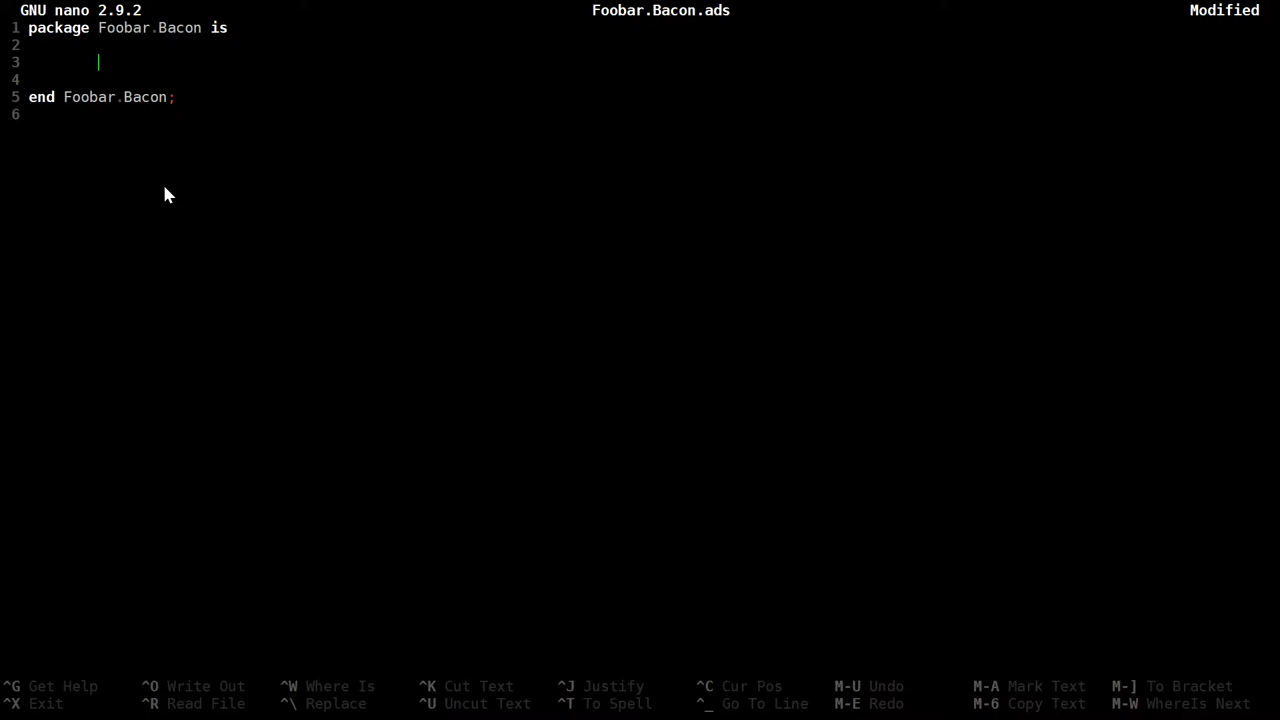 GNU nano 2.9.2 Foobar.Bacon.ads Modified
1 package Foobar.Bacon is
2
3
4
5 end Foobar.Bacon;
6
^G Get Help ^O Write Out ^W Where Is ^K Cut Text ^J Justify ^C Cur Pos M-U Undo M-A Mark Text M-] To Bracket
^X Exit ^R Read File ^\ Replace ^U Uncut Text ^T To Spell ^_ Go To Line M-E Redo M-6 Copy Text M-W WhereIs Next